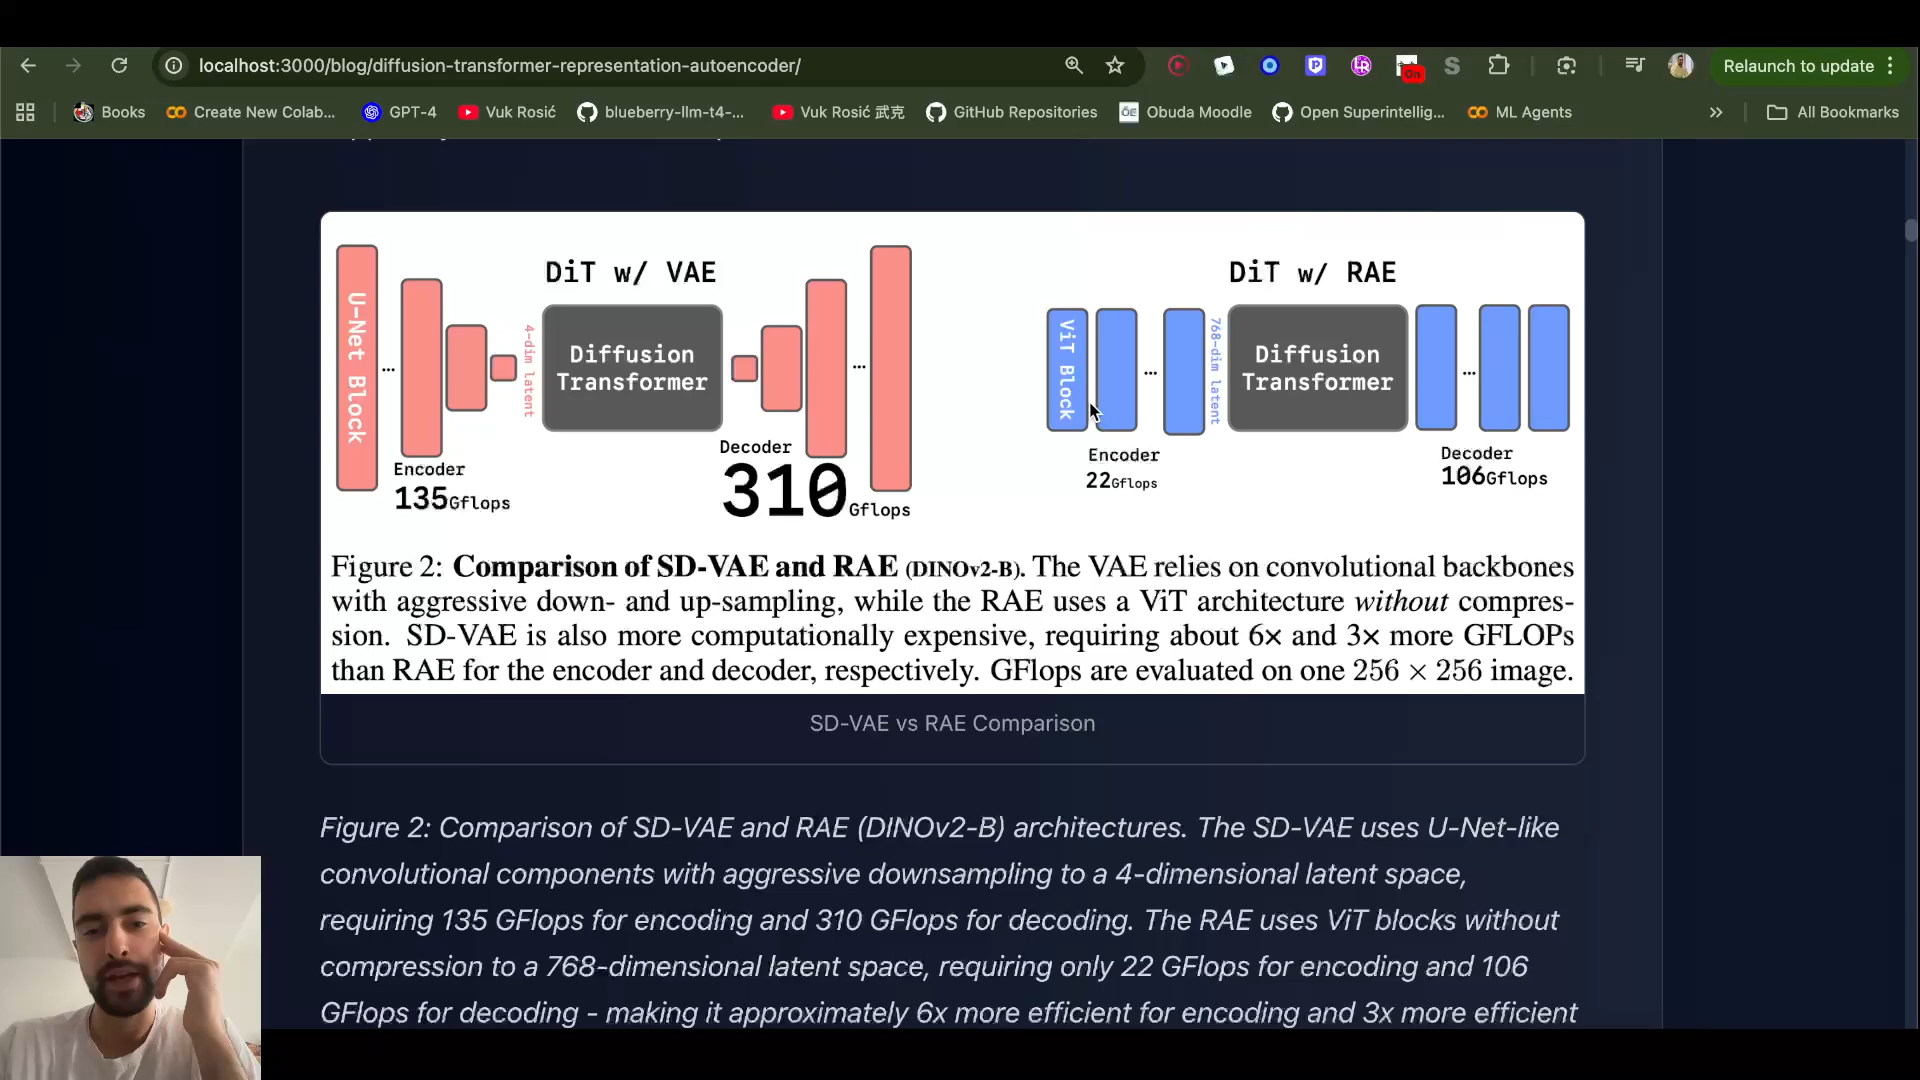 localhost:3000/blog/diffusion-transformer-representation-autoencoder/
On
Relaunch to update
Books
Create New Colab...
GPT-4
Vuk Rosić
blueberry-llm-t4-...
Vuk Rosić 武克
GitHub Repositories
Obuda Moodle
Open Superintellig...
ML Agents
All Bookmarks
DiT w/ VAE
DiT w/ RAE
U-Net Block
...
4-dim latent
Diffusion
Transformer
...
ViT Block
...
768-dim latent
Diffusion
Transformer
...
Encoder
135Gflops
Decoder
310Gflops
Encoder
22Gflops
Decoder
106Gflops
Figure 2: Comparison of SD-VAE and RAE (DINOv2-B). The VAE relies on convolutional backbones
with aggressive down- and up-sampling, while the RAE uses a ViT architecture without compres-
sion. SD-VAE is also more computationally expensive, requiring about 6× and 3× more GFLOPs
than RAE for the encoder and decoder, respectively. GFlops are evaluated on one 256 × 256 image.
SD-VAE vs RAE Comparison
Figure 2: Comparison of SD-VAE and RAE (DINOv2-B) architectures. The SD-VAE uses U-Net-like
convolutional components with aggressive downsampling to a 4-dimensional latent space,
requiring 135 GFlops for encoding and 310 GFlops for decoding. The RAE uses ViT blocks without
compression to a 768-dimensional latent space, requiring only 22 GFlops for encoding and 106
GFlops for decoding - making it approximately 6x more efficient for encoding and 3x more efficient